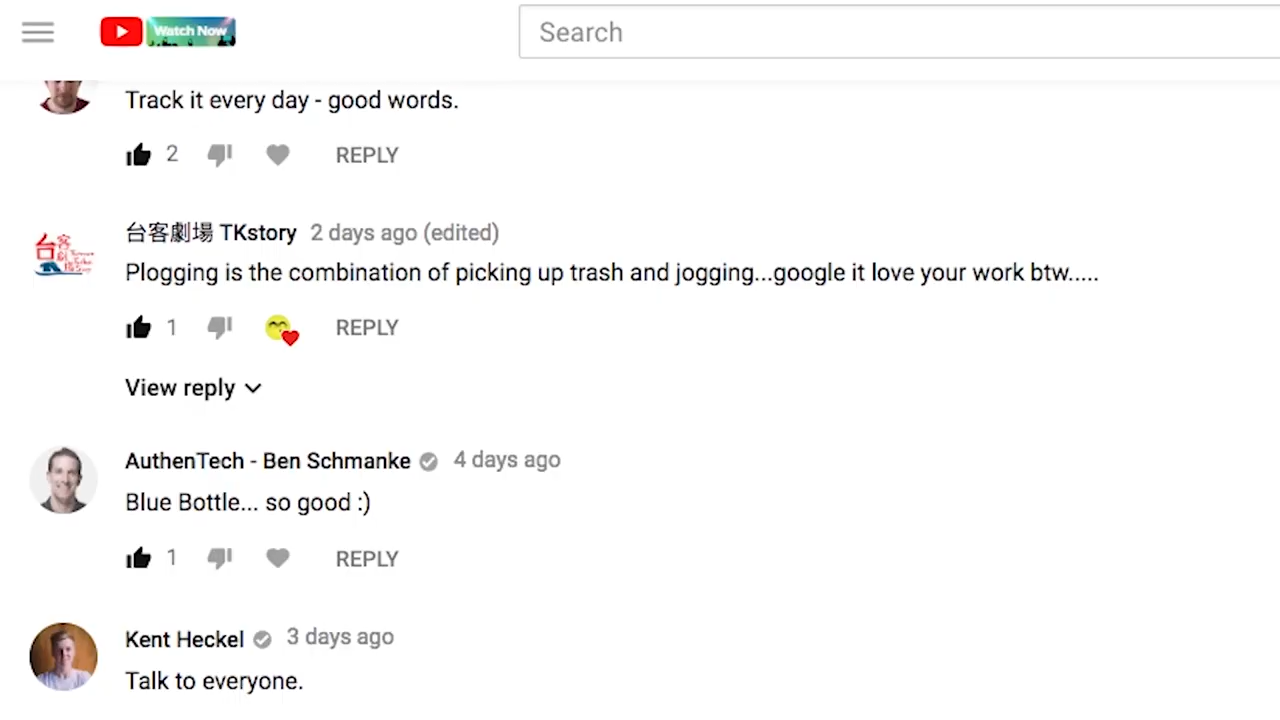 Watch Now
Search
Track it every day - good words.
2
REPLY
台客劇場 TKstory 2 days ago (edited)
Plogging is the combination of picking up trash and jogging...google it love your work btw.....
1
REPLY
View reply
AuthenTech - Ben Schmanke 4 days ago
Blue Bottle... so good :)
1
REPLY
Kent Heckel 3 days ago
Talk to everyone.